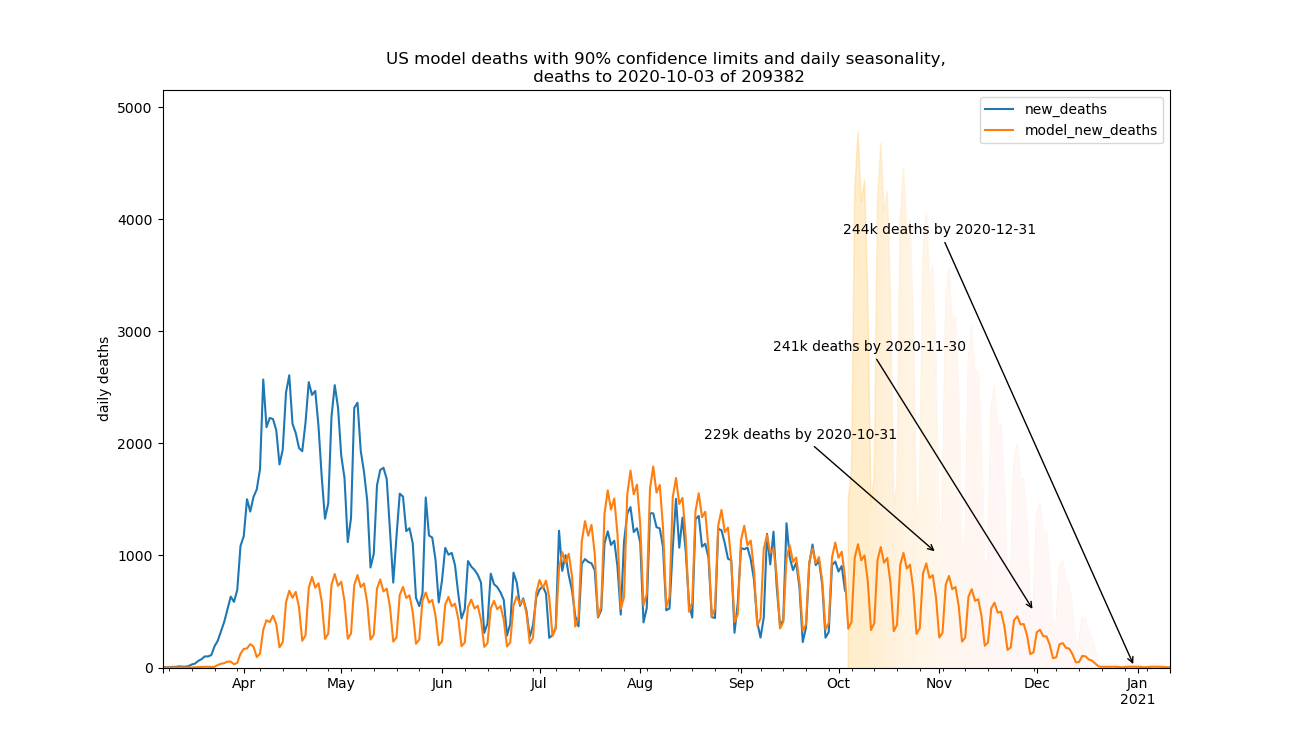 US model deaths with 90% confidence limits and daily seasonality,
deaths to 2020-10-03 of 209382
new_deaths
model_new_deaths
daily deaths
5000
4000
3000
2000
1000
0
244k deaths by 2020-12-31
241k deaths by 2020-11-30
229k deaths by 2020-10-31
Apr May Jun Jul Aug Sep Oct Nov Dec Jan
2021